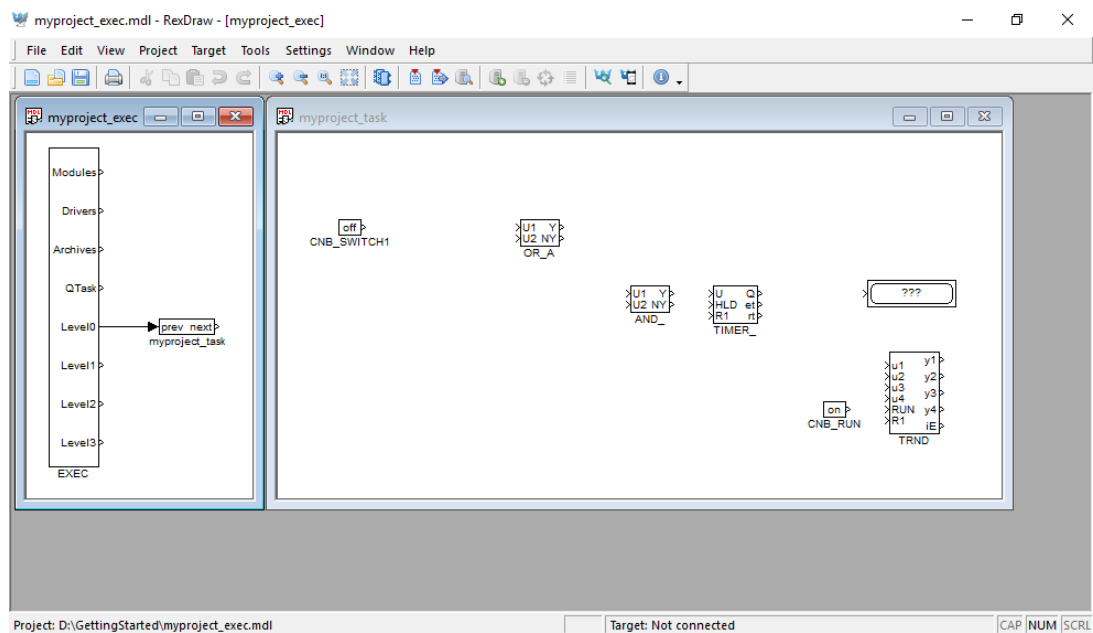 myproject_exec.mdl - RexDraw - [myproject_exec]
File Edit View Project Target Tools Settings Window Help
myproject_exec
Modules
Drivers
Archives
QTask
Level0
Level1
Level2
Level3
EXEC
prev next
myproject_task
myproject_task
off
CNB_SWITCH1
U1 Y
U2 NY
OR_A
U1 Y
U2 NY
AND_
U Q
HLD et
R1 rt
TIMER_
???
on
CNB_RUN
u1 y1
u2 y2
u3 y3
u4
RUN y4
R1 iE
TRND
Project: D:\GettingStarted\myproject_exec.mdl
Target: Not connected
CAP NUM SCRL